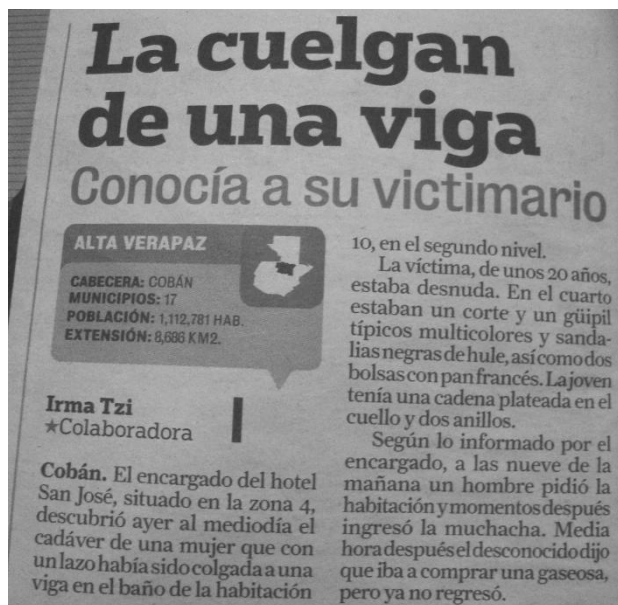 La cuelgan
de una viga
Conocía a su victimario
ALTA VERAPAZ
CABECERA: COBÁN
MUNICIPIOS: 17
POBLACIÓN: 1,112,781 HAB.
EXTENSIÓN: 8,686 KM2.
Irma Tzi
★Colaboradora
Cobán. El encargado del hotel
San José, situado en la zona 4,
descubrió ayer al mediodía el
cadáver de una mujer que con
un lazo había sido colgada a una
viga en el baño de la habitación
10, en el segundo nivel.
La víctima, de unos 20 años,
estaba desnuda. En el cuarto
estaban un corte y un güipil
típicos multicolores y sanda-
lias negras de hule, así como dos
bolsas con pan francés. La joven
tenía una cadena plateada en el
cuello y dos anillos.
Según lo informado por el
encargado, a las nueve de la
mañana un hombre pidió la
habitación y momentos después
ingresó la muchacha. Media
hora después el desconocido dijo
que iba a comprar una gaseosa,
pero ya no regresó.